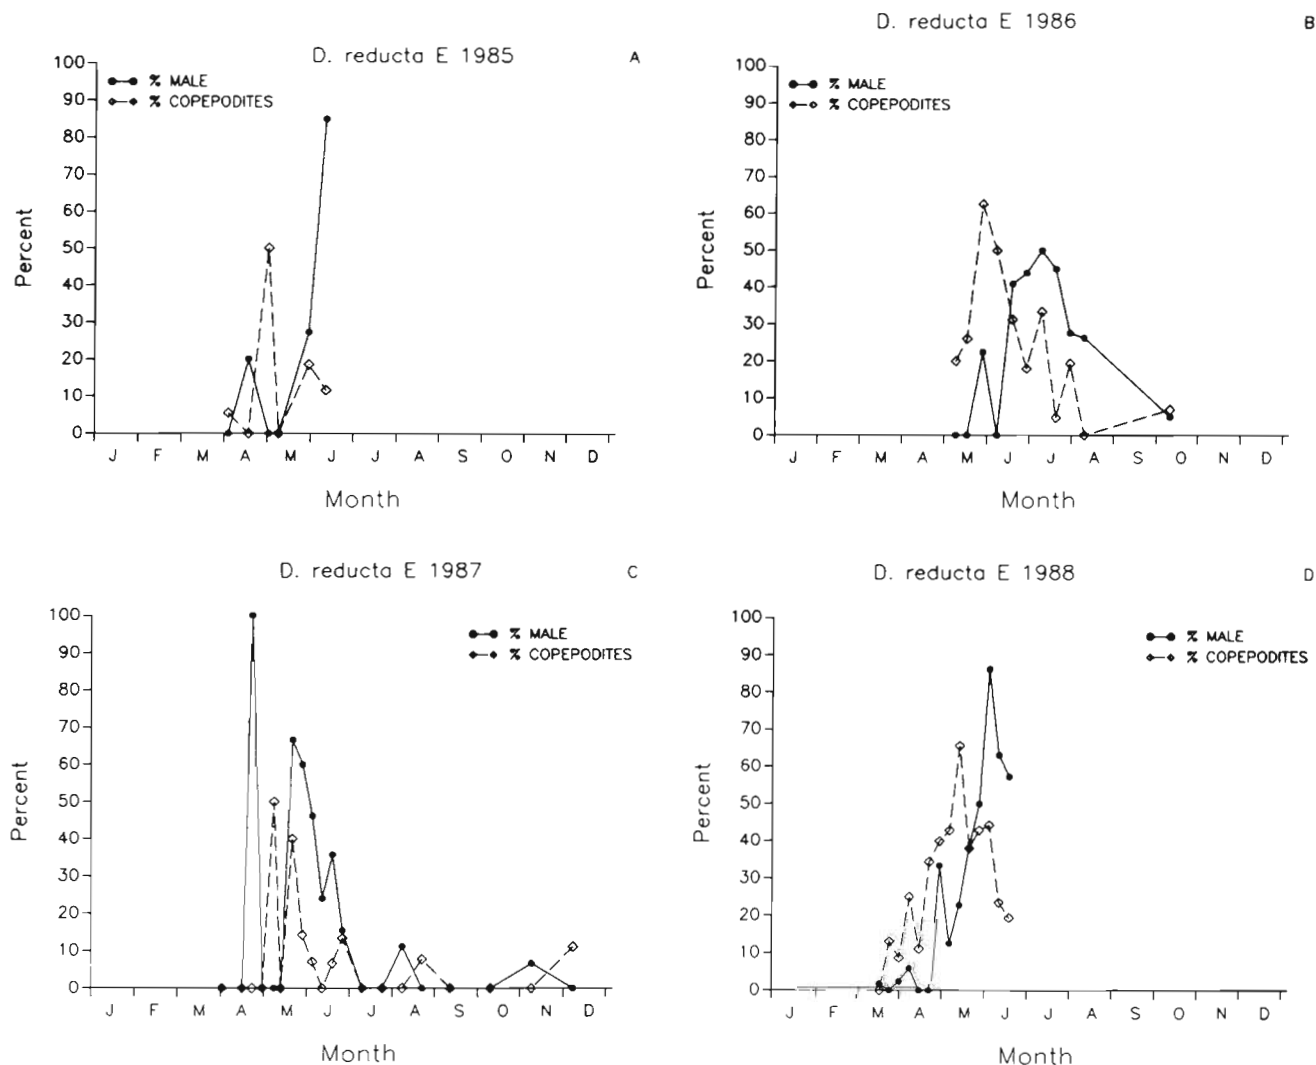 D. reducta E 1985
A
% MALE
% COPEPODITES
100
90
80
70
60
50
40
30
20
10
0
Percent
J F M A M J J A S O N D
Month
D. reducta E 1986
B
% MALE
% COPEPODITES
100
90
80
70
60
50
40
30
20
10
0
Percent
J F M A M J J A S O N D
Month
D. reducta E 1987
C
% MALE
% COPEPODITES
100
90
80
70
60
50
40
30
20
10
0
Percent
J F M A M J J A S O N D
Month
D. reducta E 1988
D
% MALE
% COPEPODITES
100
90
80
70
60
50
40
30
20
10
0
Percent
J F M A M J J A S O N D
Month